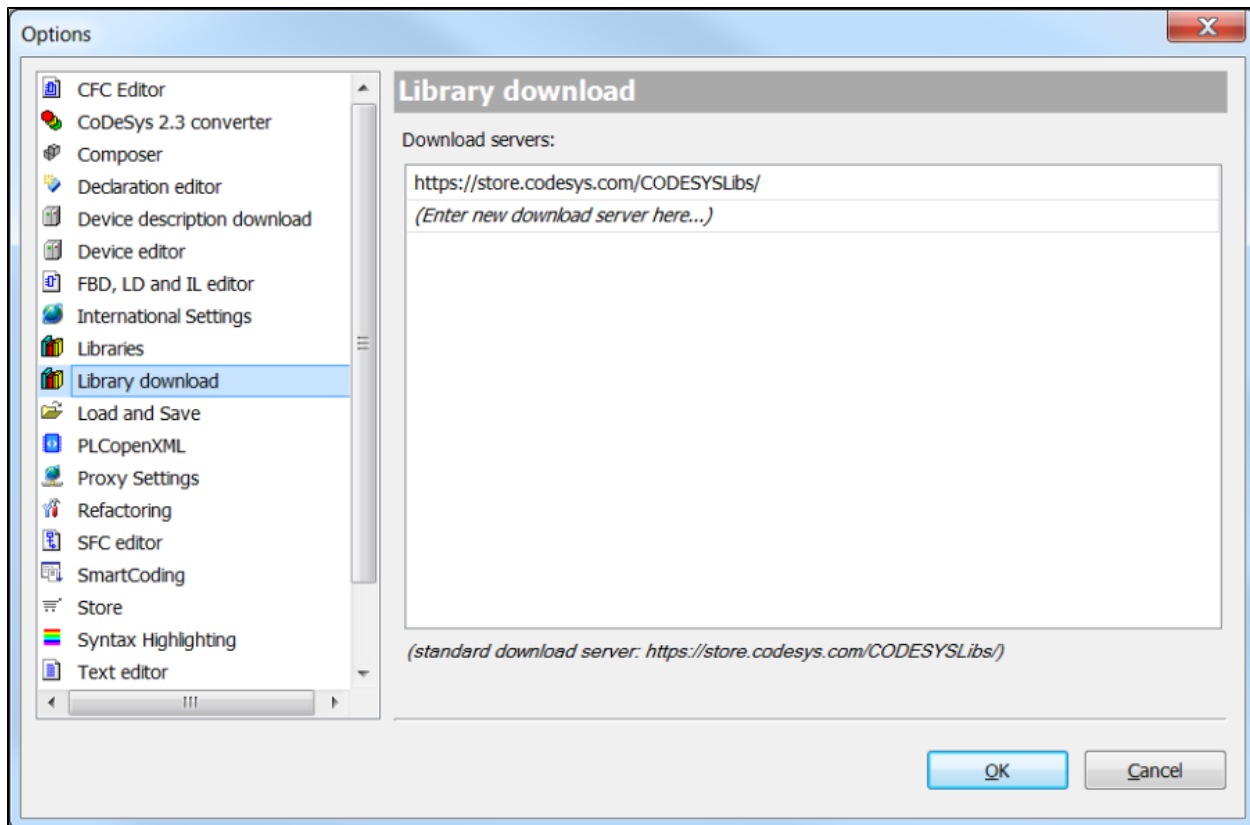 Options
CFC Editor
CoDeSys 2.3 converter
Composer
Declaration editor
Device description download
Device editor
FBD, LD and IL editor
International Settings
Libraries
Library download
Load and Save
PLCopenXML
Proxy Settings
Refactoring
SFC editor
SmartCoding
Store
Syntax Highlighting
Text editor
Library download
Download servers:
https://store.codesys.com/CODESYSLibs/
(Enter new download server here...)
(standard download server: https://store.codesys.com/CODESYSLibs/)
OK
Cancel